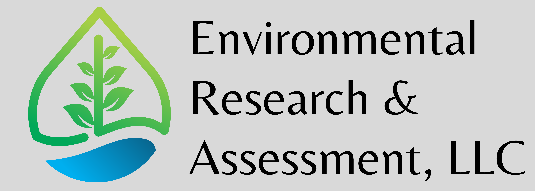 Environmental
Research &
Assessment, LLC